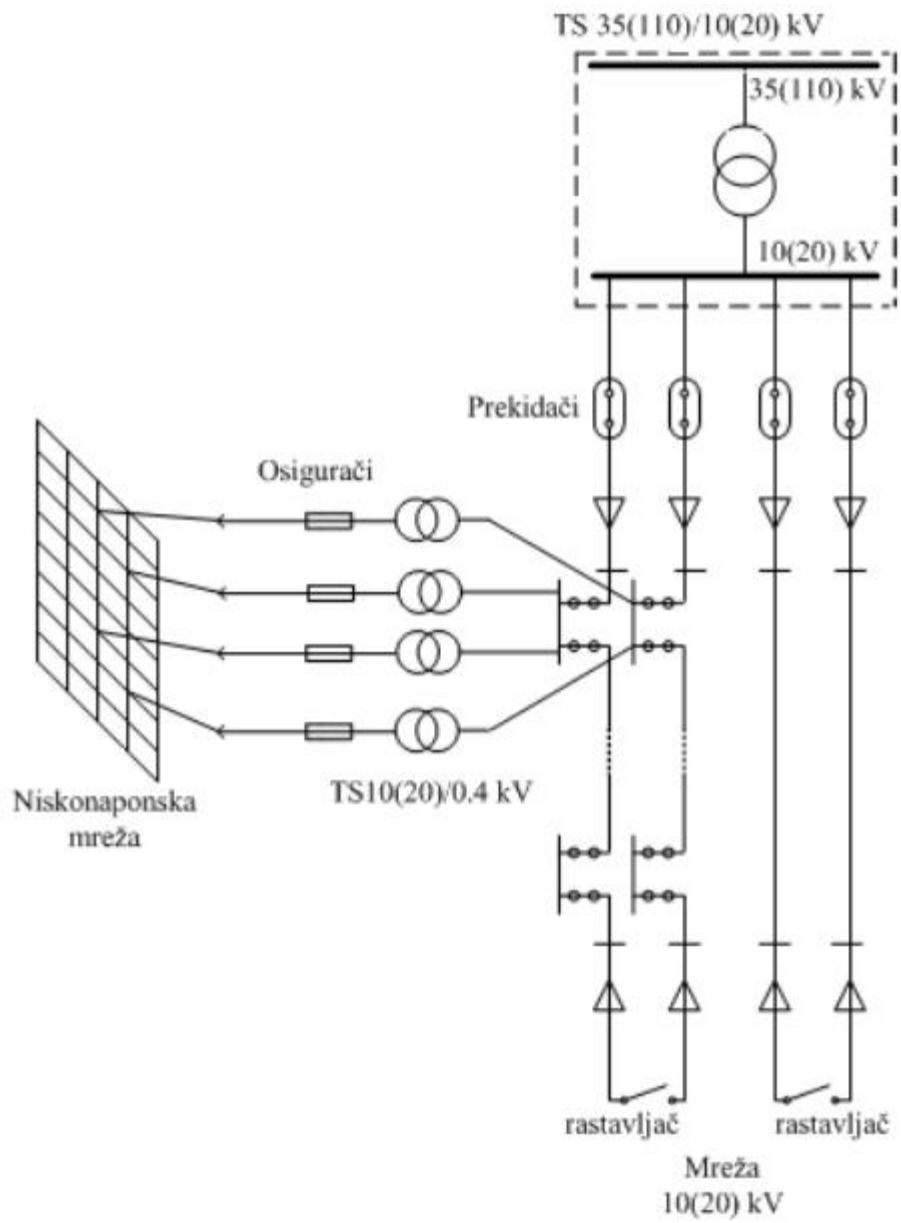 TS 35(110)/10(20) kV
35(110) kV
10(20) kV
Prekidači
Osigurači
TS10(20)/0.4 kV
Niskonaponska
mreža
rastavljač
rastavljač
Mreža
10(20) kV